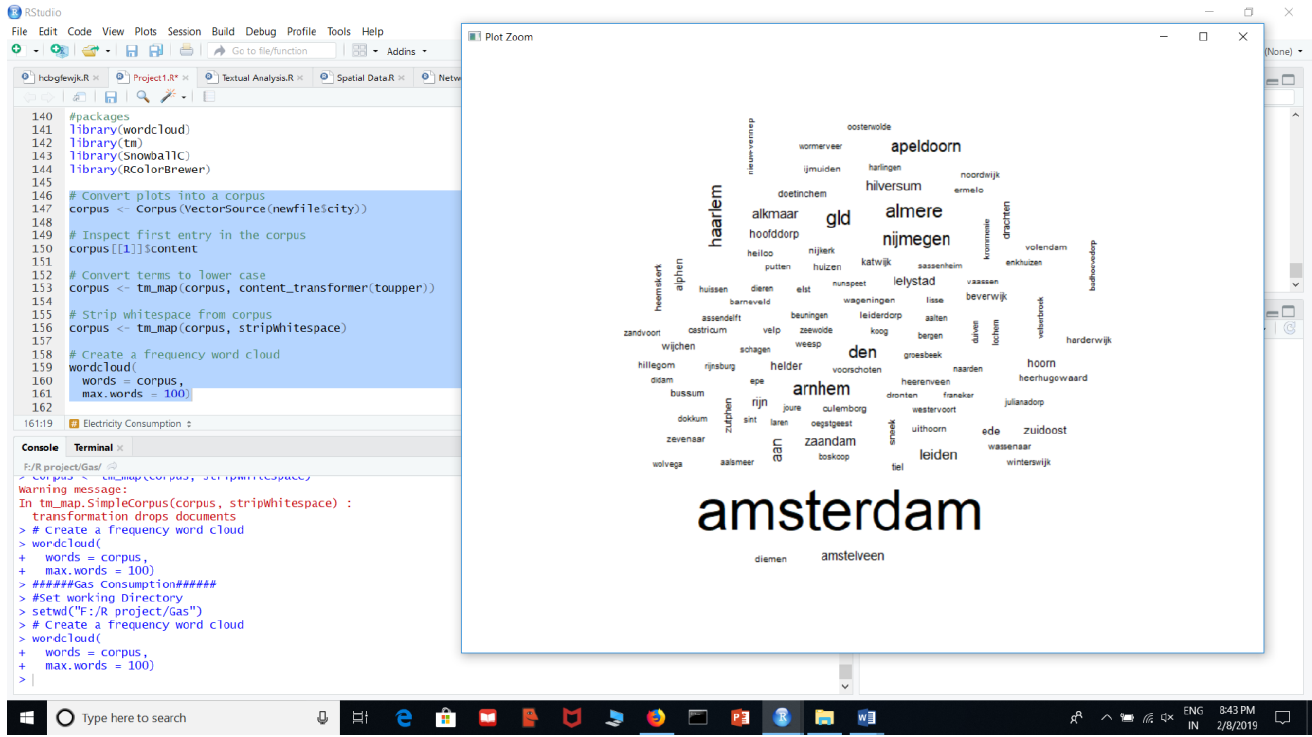 RStudio
File Edit Code View Plots Session Build Debug Profile Tools Help
Go to file/function
Addins
(None)
hcb-gfewjk.R
Project1.R*
Textual Analysis.R
Spatial Data.R
Netw
140 #packages
141 library(wordcloud)
142 library(tm)
143 library(SnowballC)
144 library(RColorBrewer)
145
146 # Convert plots into a corpus
147 corpus <- Corpus(VectorSource(newfile$city))
148
149 # Inspect first entry in the corpus
150 corpus[[1]]$content
151
152 # Convert terms to lower case
153 corpus <- tm_map(corpus, content_transformer(toupper))
154
155 # Strip whitespace from corpus
156 corpus <- tm_map(corpus, stripWhitespace)
157
158 # Create a frequency word cloud
159 wordcloud(
160 words = corpus,
161 max.words = 100)
162
161:19 Electricity Consumption
Console Terminal
F:/R project/Gas/
> corpus <- tm_map(corpus, stripWhitespace)
Warning message:
In tm_map.SimpleCorpus(corpus, stripWhitespace) :
transformation drops documents
> # Create a frequency word cloud
> wordcloud(
+ words = corpus,
+ max.words = 100)
> ######Gas Consumption######
> #Set working Directory
> setwd("F:/R project/Gas")
> # Create a frequency word cloud
> wordcloud(
+ words = corpus,
+ max.words = 100)
>
Plot Zoom
oosterwolde
nieuw-vennep
wormerveer
apeldoorn
ijmuiden
harlingen
noordwijk
hilversum
ermelo
doetinchem
haarlem
alkmaar
gld
almere
drachten
hoofddorp
nijmegen
krommenie
volendam
badhoevedorp
heiloo
nijkerk
enkhuizen
putten
huizen
katwijk
sassenheim
alphen
heemskerk
huissen
dieren
elst
nunspeet
lelystad
vaassen
barneveld
wageningen
lisse
beverwijk
velserbroek
assendelft
beuningen
leiderdorp
aalten
zandvoort
castricum
velp
zeewolde
koog
bergen
duiven
lochem
harderwijk
wijchen
schagen
weesp
den
groesbeek
hoorn
hillegom
rijnsburg
helder
voorschoten
naarden
heerhugowaard
didam
epe
arnhem
heerenveen
bussum
dronten
franeker
julianadorp
zutphen
rijn
joure
culemborg
westervoort
dokkum
sint
laren
oegstgeest
sneek
uithoorn
ede
zuidoost
zevenaar
aan
zaandam
wassenaar
wolvega
aalsmeer
boskoop
tiel
leiden
winterswijk
amsterdam
diemen
amstelveen
Type here to search
ENG
IN
8:43 PM
2/8/2019